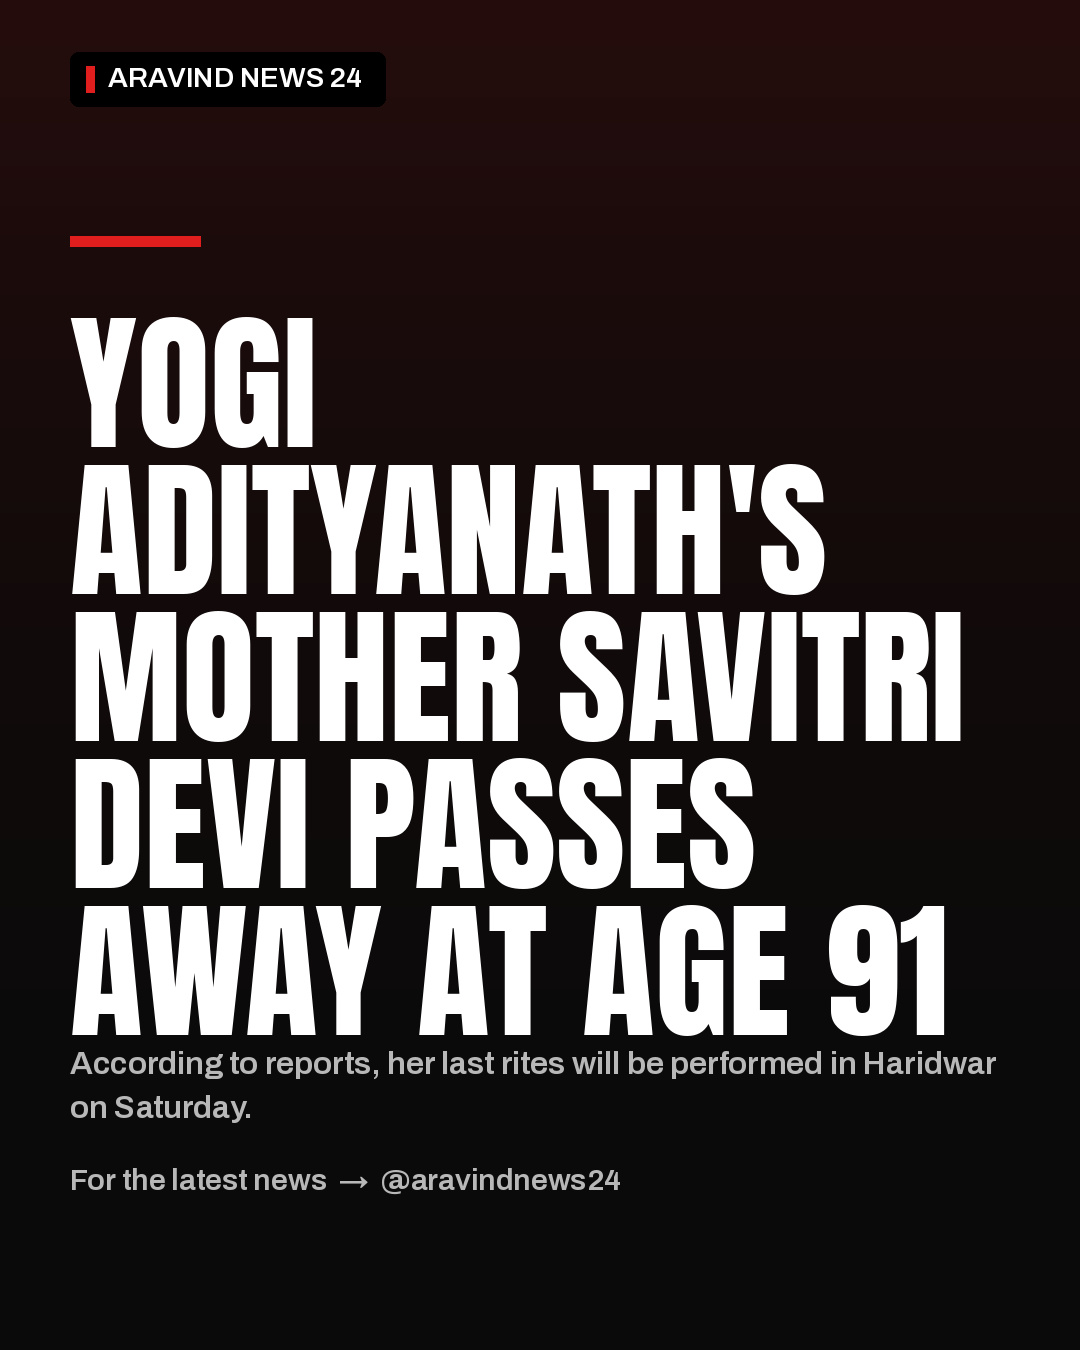 ARAVIND NEWS 24
YOGI
ADITYANATH'S
MOTHER SAVITRI
DEVI PASSES
AWAY AT AGE 91
According to reports, her last rites will be performed in Haridwar
on Saturday.
For the latest news → @aravindnews24